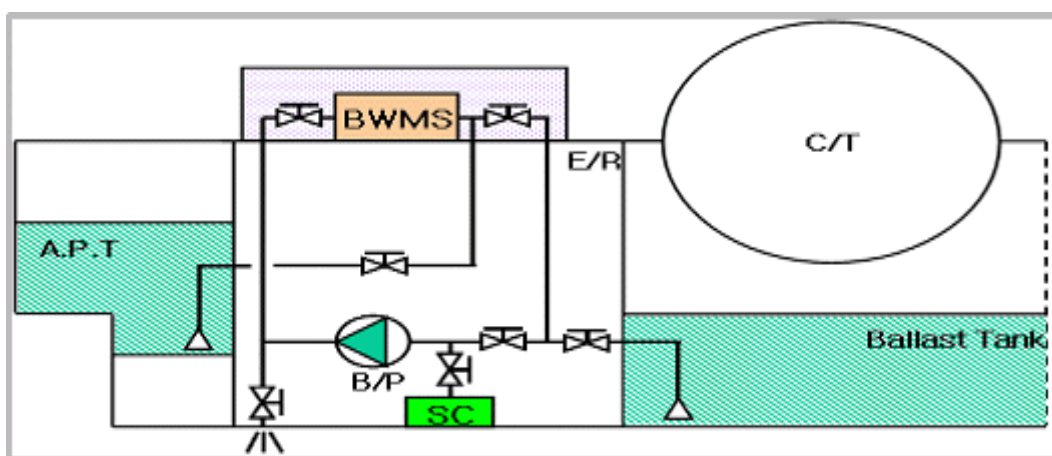 BWMS
C/T
E/R
A.P.T
Ballast Tank
B/P
SC